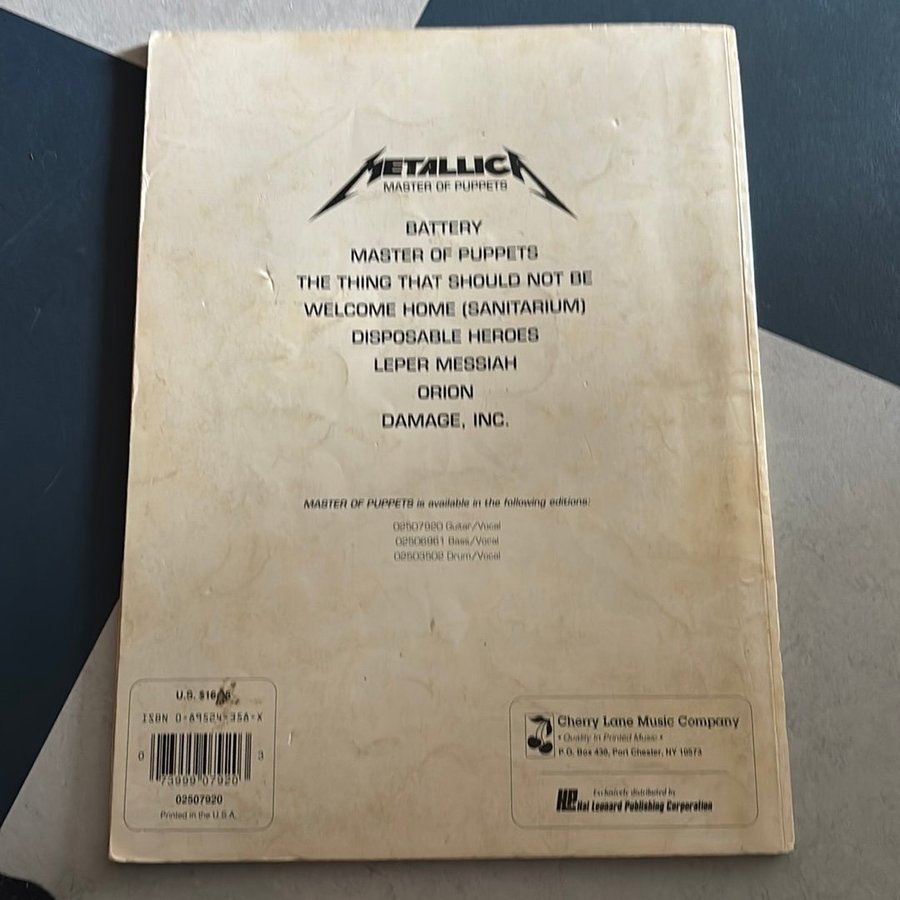 METALLICA
MASTER OF PUPPETS
BATTERY
MASTER OF PUPPETS
THE THING THAT SHOULD NOT BE
WELCOME HOME (SANITARIUM)
DISPOSABLE HEROES
LEPER MESSIAH
ORION
DAMAGE, INC.
MASTER OF PUPPETS is available in the following editions:
02507920 Guitar/Vocal
02506961 Bass/Vocal
02503502 Drum/Vocal
U.S.
ISBN
0 73999 07920 3
02507920
Printed in the U.S.A.
Cherry Lane Music Company
• Quality In Printed Music •
P.O. Box 430, Port Chester, NY 10573
Exclusively distributed by
Hal Leonard Publishing Corporation